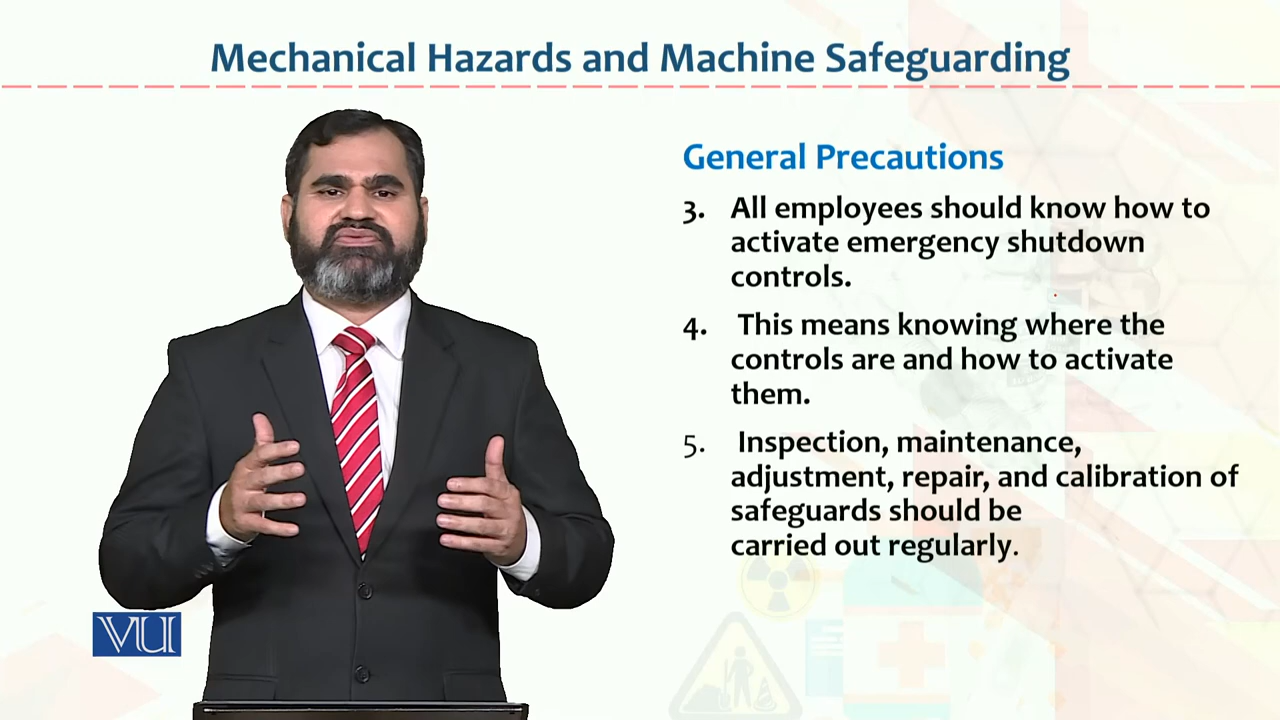 Mechanical Hazards and Machine Safeguarding
General Precautions
3. All employees should know how to
activate emergency shutdown
controls.
4. This means knowing where the
controls are and how to activate
them.
5. Inspection, maintenance,
adjustment, repair, and calibration of
safeguards should be
carried out regularly.
VU